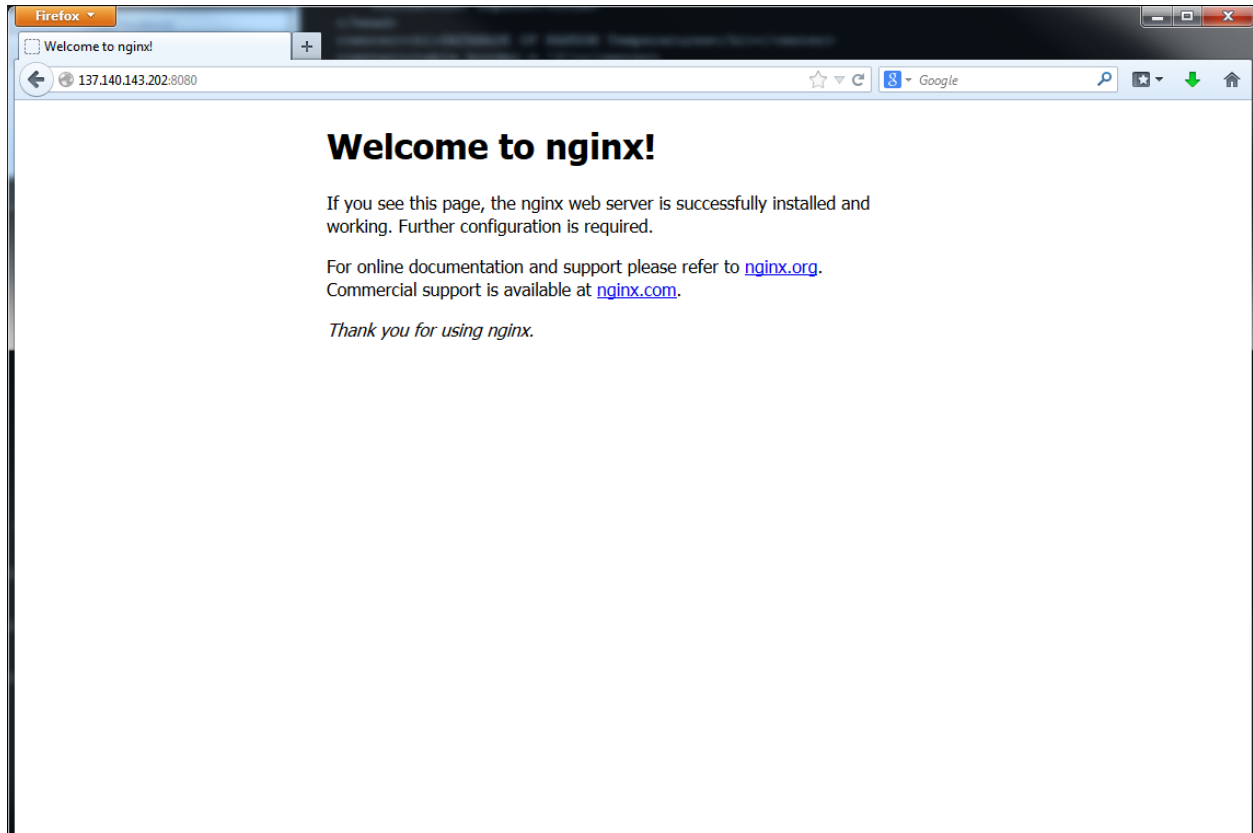 Firefox
Welcome to nginx!
137.140.143.202:8080
Google
Welcome to nginx!
If you see this page, the nginx web server is successfully installed and
working. Further configuration is required.
For online documentation and support please refer to nginx.org.
Commercial support is available at nginx.com.
Thank you for using nginx.